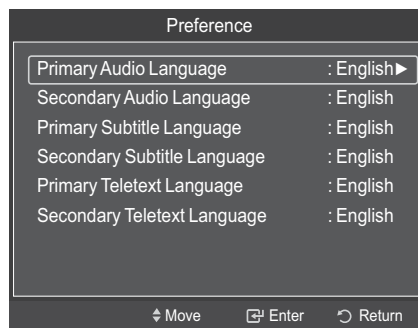 Preference
Primary Audio Language : English▶
Secondary Audio Language : English
Primary Subtitle Language : English
Secondary Subtitle Language : English
Primary Teletext Language : English
Secondary Teletext Language : English
Move Enter Return